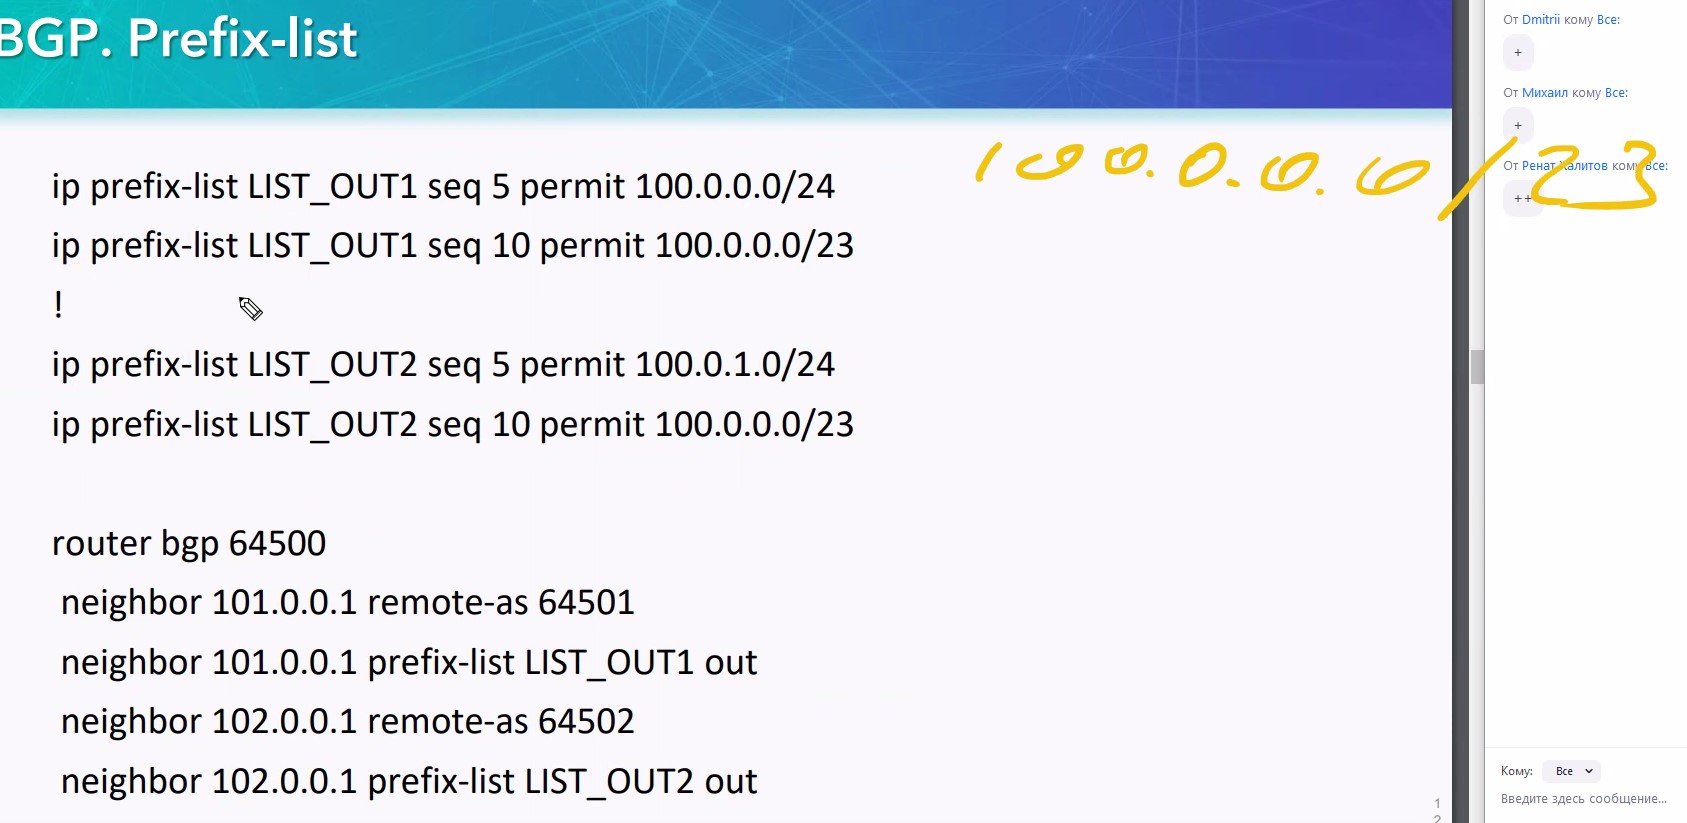 BGP. Prefix-list
100.0.0.0/23
ip prefix-list LIST_OUT1 seq 5 permit 100.0.0.0/24
ip prefix-list LIST_OUT1 seq 10 permit 100.0.0.0/23
!
ip prefix-list LIST_OUT2 seq 5 permit 100.0.1.0/24
ip prefix-list LIST_OUT2 seq 10 permit 100.0.0.0/23
router bgp 64500
neighbor 101.0.0.1 remote-as 64501
neighbor 101.0.0.1 prefix-list LIST_OUT1 out
neighbor 102.0.0.1 remote-as 64502
neighbor 102.0.0.1 prefix-list LIST_OUT2 out
1
2
От Dmitrii кому Все:
+
От Михаил кому Все:
+
От Ренат Халитов кому Все:
++
Кому: Все
Введите здесь сообщение...